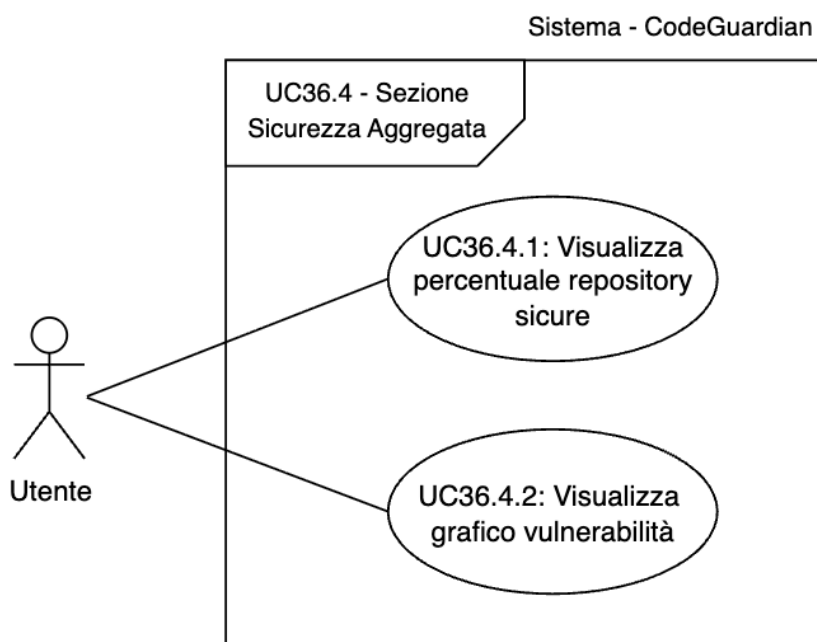 Sistema - CodeGuardian
UC36.4 - Sezione
Sicurezza Aggregata
UC36.4.1: Visualizza
percentuale repository
sicure
Utente
UC36.4.2: Visualizza
grafico vulnerabilità